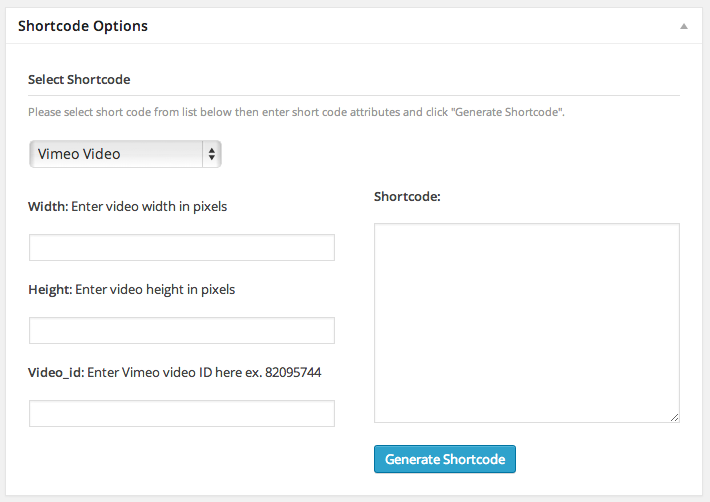 Shortcode Options
Select Shortcode
Please select short code from list below then enter short code attributes and click "Generate Shortcode".
Vimeo Video
Width: Enter video width in pixels
Height: Enter video height in pixels
Video_id: Enter Vimeo video ID here ex. 82095744
Shortcode:
Generate Shortcode